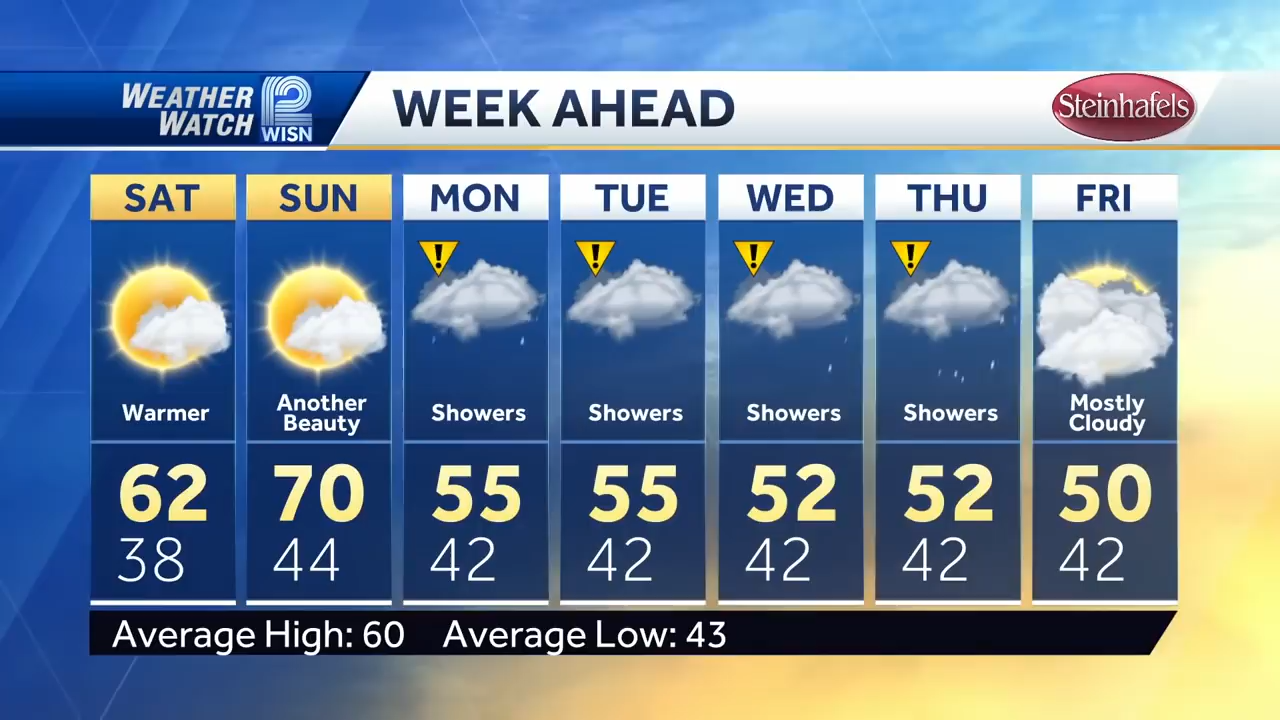 WEATHER
WATCH
12
WISN
WEEK AHEAD
Steinhafels
SAT SUN MON TUE WED THU FRI
! ! ! !
Warmer Another Beauty Showers Showers Showers Showers Mostly Cloudy
62 70 55 55 52 52 50
38 44 42 42 42 42 42
Average High: 60 Average Low: 43